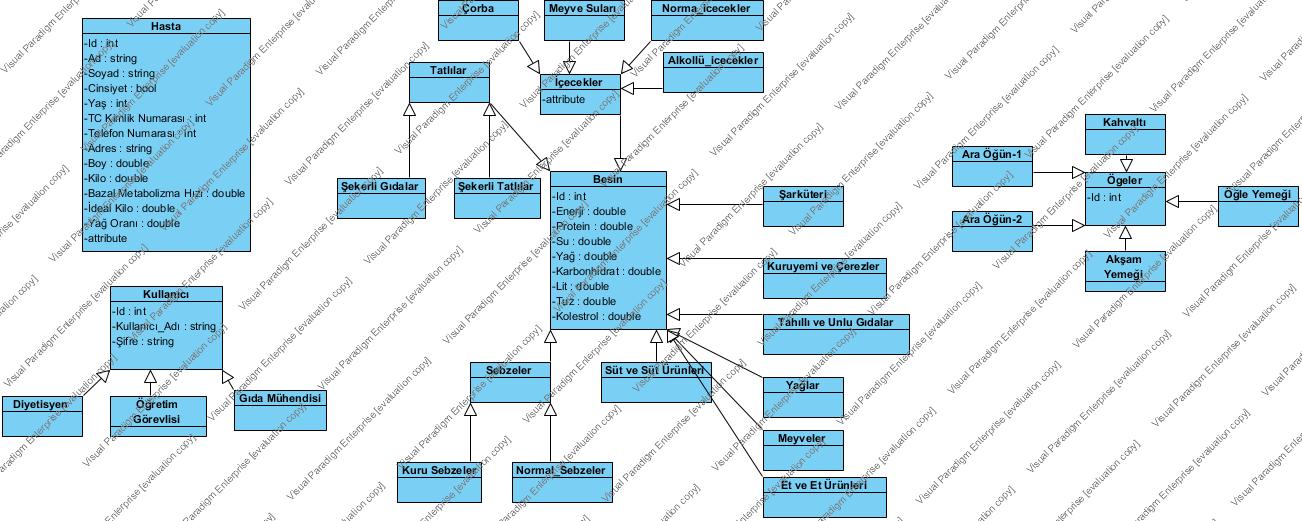 Hasta
-Id : int
-Ad : string
-Soyad : string
-Cinsiyet : bool
-Yaş : int
-TC Kimlik Numarası : int
-Telefon Numarası : int
-Adres : string
-Boy : double
-Kilo : double
-Bazal Metabolizma Hızı : double
-İdeal Kilo : double
-Yağ Oranı : double
-attribute
Kullanıcı
-Id : int
-Kullanıcı_Adı : string
-Şifre : string
Diyetisyen
Öğretim
Görevlisi
Gıda Mühendisi
Çorba
Meyve Suları
Norma_icecekler
Alkollü_icecekler
Tatlılar
İçecekler
-attribute
Şekerli Gıdalar
Şekerli Tatlılar
Besin
-Id : int
-Enerji : double
-Protein : double
-Su : double
-Yağ : double
-Karbonhidrat : double
-Lit : double
-Tuz : double
-Kolestrol : double
Şarküteri
Kuruyemi ve Çerezler
Tahıllı ve Unlu Gıdalar
Yağlar
Meyveler
Et ve Et Ürünleri
Sebzeler
Süt ve Süt Ürünleri
Kuru Sebzeler
Normal_Sebzeler
Kahvaltı
Ara Öğün-1
Ögeler
-Id : int
Öğle Yemeği
Ara Öğün-2
Akşam
Yemeği
Visual Paradigm Enterprise [evaluation copy]